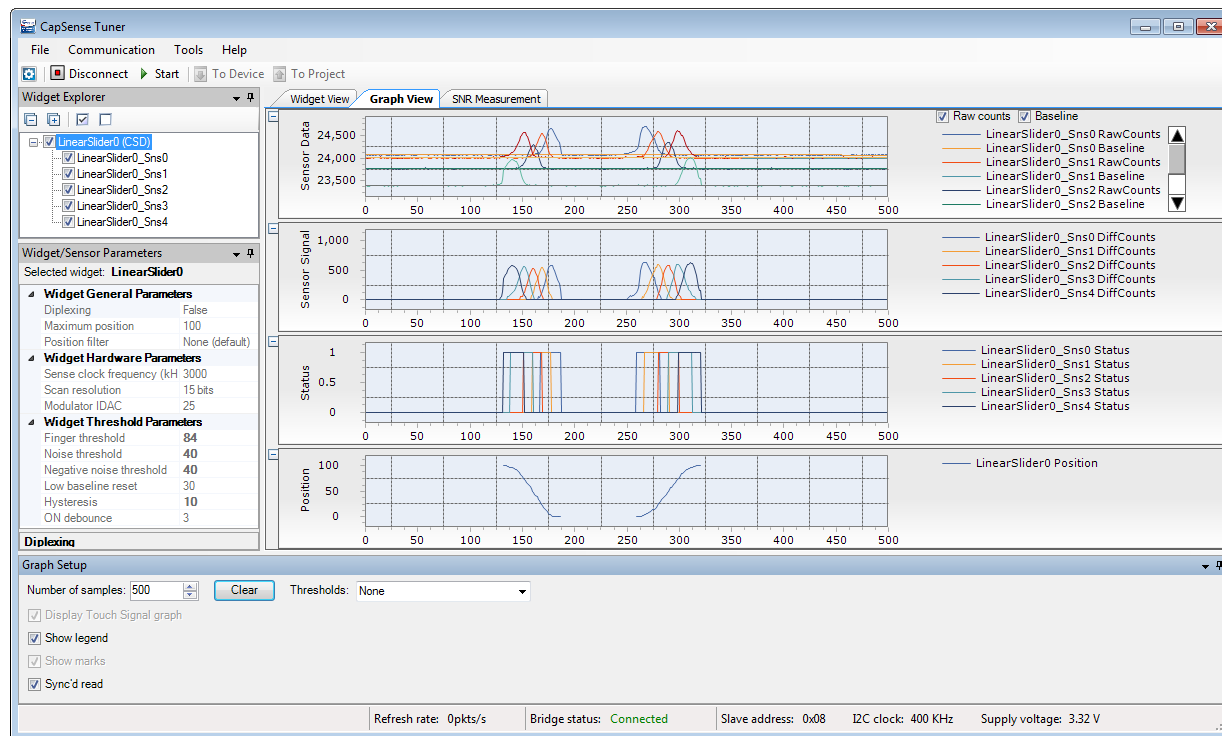 CapSense Tuner
File Communication Tools Help
Disconnect Start To Device To Project
Widget Explorer
LinearSlider0 (CSD)
LinearSlider0_Sns0
LinearSlider0_Sns1
LinearSlider0_Sns2
LinearSlider0_Sns3
LinearSlider0_Sns4
Widget/Sensor Parameters
Selected widget: LinearSlider0
Widget General Parameters
Diplexing False
Maximum position 100
Position filter None (default)
Widget Hardware Parameters
Sense clock frequency (kH 3000
Scan resolution 15 bits
Modulator IDAC 25
Widget Threshold Parameters
Finger threshold 84
Noise threshold 40
Negative noise threshold 40
Low baseline reset 30
Hysteresis 10
ON debounce 3
Diplexing
Widget View Graph View SNR Measurement
Sensor Data
24,500
24,000
23,500
0 50 100 150 200 250 300 350 400 450 500
Raw counts Baseline
LinearSlider0_Sns0 RawCounts
LinearSlider0_Sns0 Baseline
LinearSlider0_Sns1 RawCounts
LinearSlider0_Sns1 Baseline
LinearSlider0_Sns2 RawCounts
LinearSlider0_Sns2 Baseline
Sensor Signal
1,000
500
0
0 50 100 150 200 250 300 350 400 450 500
LinearSlider0_Sns0 DiffCounts
LinearSlider0_Sns1 DiffCounts
LinearSlider0_Sns2 DiffCounts
LinearSlider0_Sns3 DiffCounts
LinearSlider0_Sns4 DiffCounts
Status
1
0.5
0
0 50 100 150 200 250 300 350 400 450 500
LinearSlider0_Sns0 Status
LinearSlider0_Sns1 Status
LinearSlider0_Sns2 Status
LinearSlider0_Sns3 Status
LinearSlider0_Sns4 Status
Position
100
50
0
0 50 100 150 200 250 300 350 400 450 500
LinearSlider0 Position
Graph Setup
Number of samples: 500 Clear Thresholds: None
Display Touch Signal graph
Show legend
Show marks
Sync'd read
Refresh rate: 0pkts/s Bridge status: Connected Slave address: 0x08 I2C clock: 400 KHz Supply voltage: 3.32 V